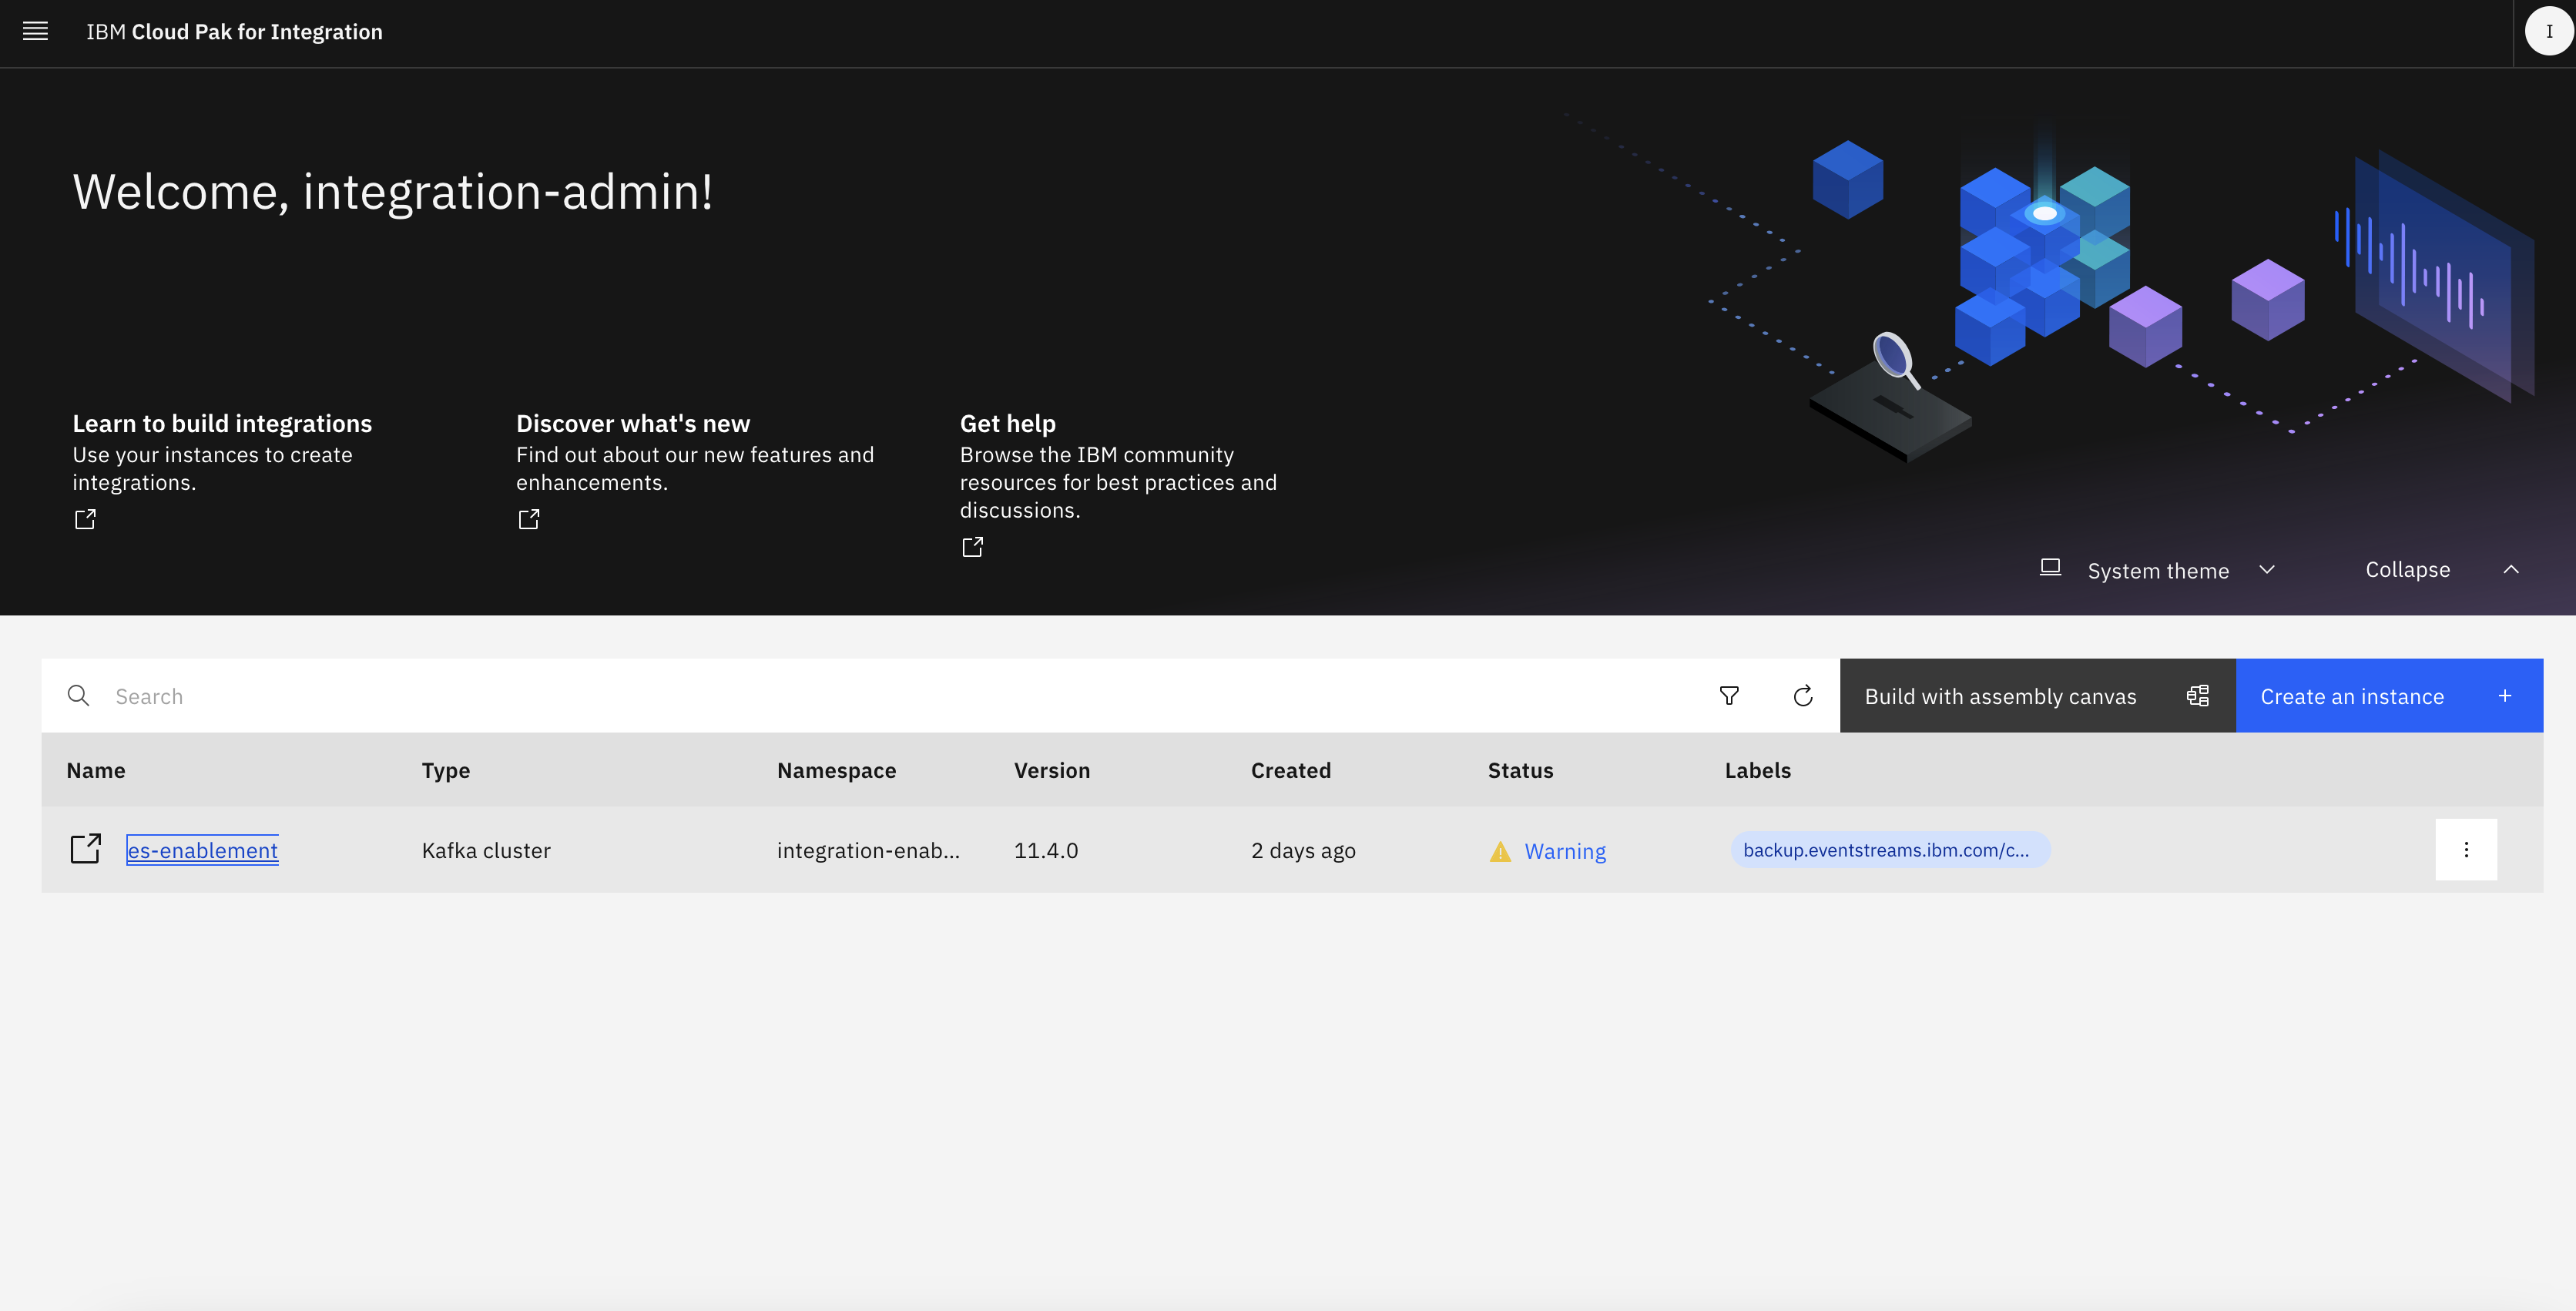 IBM Cloud Pak for Integration
I
Welcome, integration-admin!
Learn to build integrations
Use your instances to create
integrations.
Discover what's new
Find out about our new features and
enhancements.
Get help
Browse the IBM community
resources for best practices and
discussions.
System theme
Collapse
Search
Build with assembly canvas
Create an instance +
Name Type Namespace Version Created Status Labels
es-enablement Kafka cluster integration-enab... 11.4.0 2 days ago Warning backup.eventstreams.ibm.com/c...